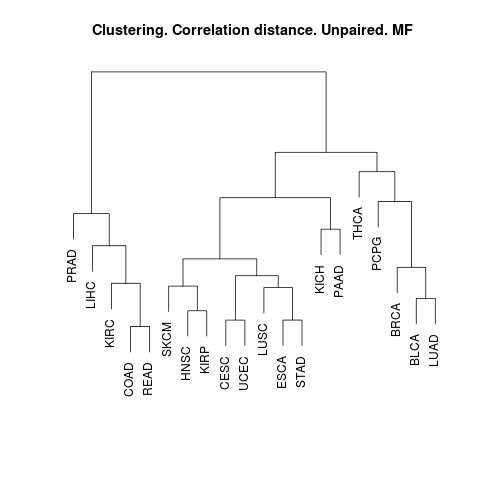 Clustering. Correlation distance. Unpaired. MF
PRAD
LIHC
KIRC
COAD
READ
SKCM
HNSC
KIRP
CESC
UCEC
LUSC
ESCA
STAD
KICH
PAAD
THCA
PCPG
BRCA
BLCA
LUAD